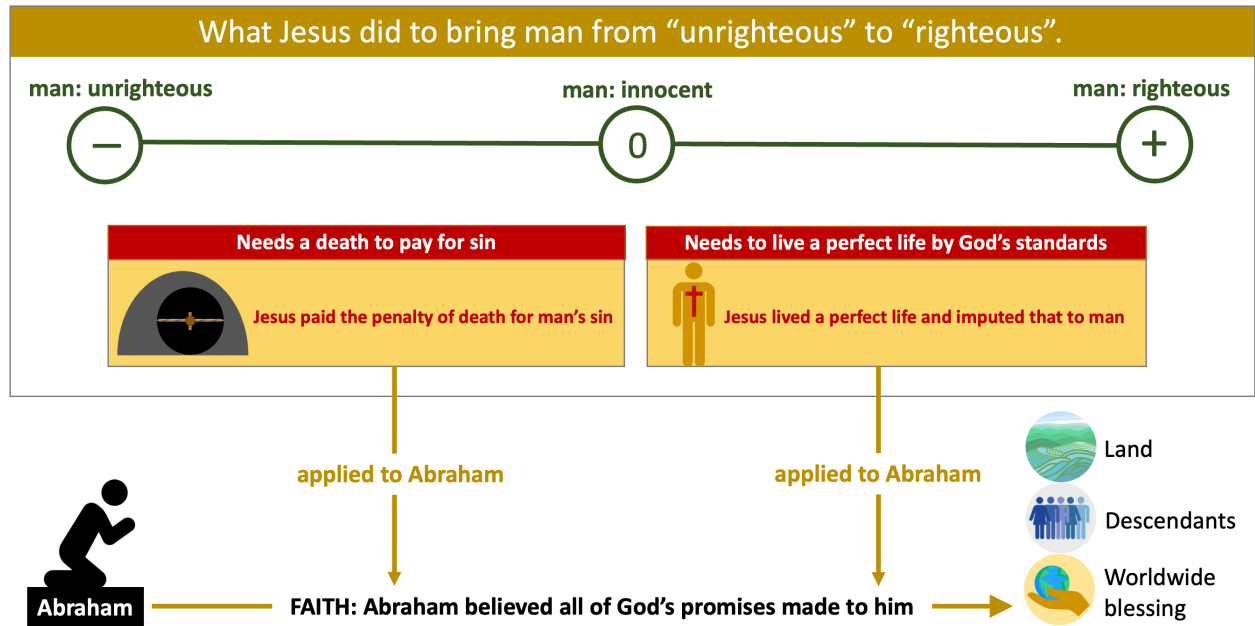 What Jesus did to bring man from “unrighteous” to “righteous”.
man: unrighteous
man: innocent
man: righteous
–
0
+
Needs a death to pay for sin
Needs to live a perfect life by God’s standards
Jesus paid the penalty of death for man’s sin
Jesus lived a perfect life and imputed that to man
applied to Abraham
applied to Abraham
Land
Descendants
Worldwide
blessing
Abraham
FAITH: Abraham believed all of God’s promises made to him